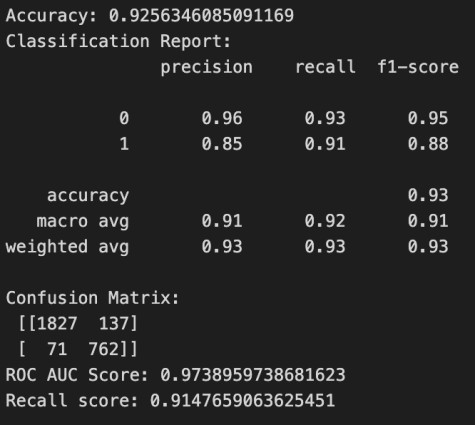 Accuracy: 0.9256346085091169
Classification Report:
precision recall f1-score
0 0.96 0.93 0.95
1 0.85 0.91 0.88
accuracy 0.93
macro avg 0.91 0.92 0.91
weighted avg 0.93 0.93 0.93
Confusion Matrix:
[[1827 137]
[ 71 762]]
ROC AUC Score: 0.9738959738681623
Recall score: 0.9147659063625451